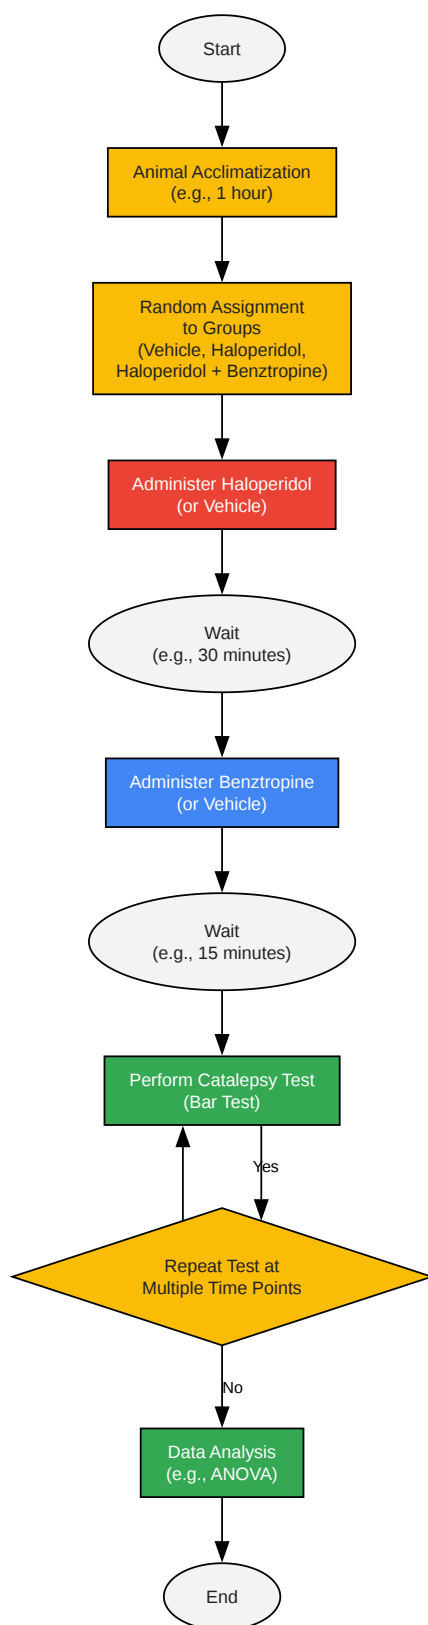 Start
Animal Acclimatization
(e.g., 1 hour)
Random Assignment
to Groups
(Vehicle, Haloperidol,
Haloperidol + Benztropine)
Administer Haloperidol
(or Vehicle)
Wait
(e.g., 30 minutes)
Administer Benztropine
(or Vehicle)
Wait
(e.g., 15 minutes)
Perform Catalepsy Test
(Bar Test)
Yes
Repeat Test at
Multiple Time Points
No
Data Analysis
(e.g., ANOVA)
End